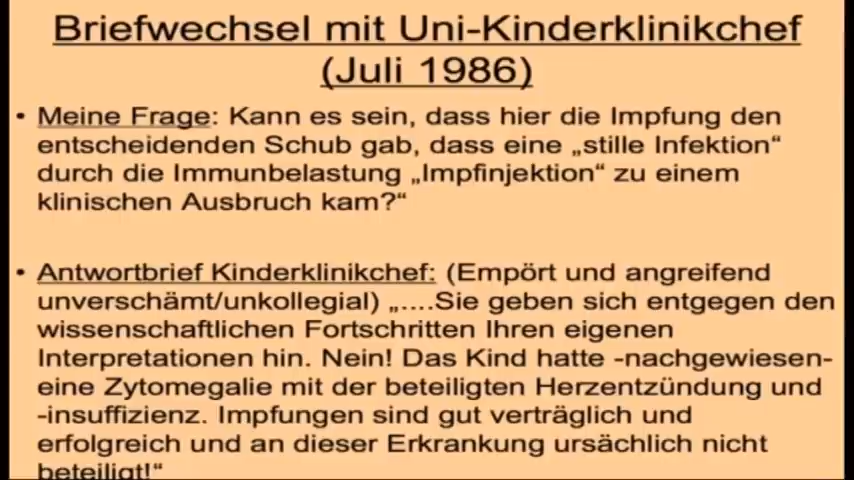 Briefwechsel mit Uni-Kinderklinikchef
(Juli 1986)
• Meine Frage: Kann es sein, dass hier die Impfung den
entscheidenden Schub gab, dass eine „stille Infektion“
durch die Immunbelastung „Impfinjektion“ zu einem
klinischen Ausbruch kam?“
• Antwortbrief Kinderklinikchef: (Empört und angreifend
unverschämt/unkollegial) „....Sie geben sich entgegen den
wissenschaftlichen Fortschritten Ihren eigenen
Interpretationen hin. Nein! Das Kind hatte -nachgewiesen-
eine Zytomegalie mit der beteiligten Herzentzündung und
-insuffizienz. Impfungen sind gut verträglich und
erfolgreich und an dieser Erkrankung ursächlich nicht
beteiligt!“